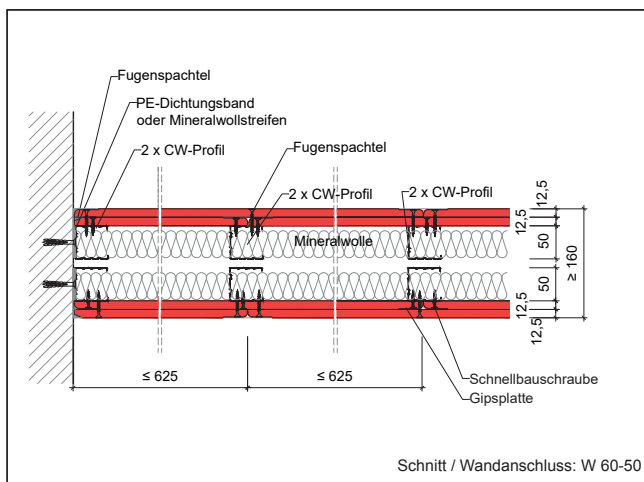 Fugenspachtel
PE-Dichtungsband
oder Mineralwollstreifen
2 x CW-Profil
Fugenspachtel
2 x CW-Profil
2 x CW-Profil
Mineralwolle
12,5
12,5
50
≥ 160
50
12,5
12,5
≤ 625
≤ 625
Schnellbauschraube
Gipsplatte
Schnitt / Wandanschluss: W 60-50